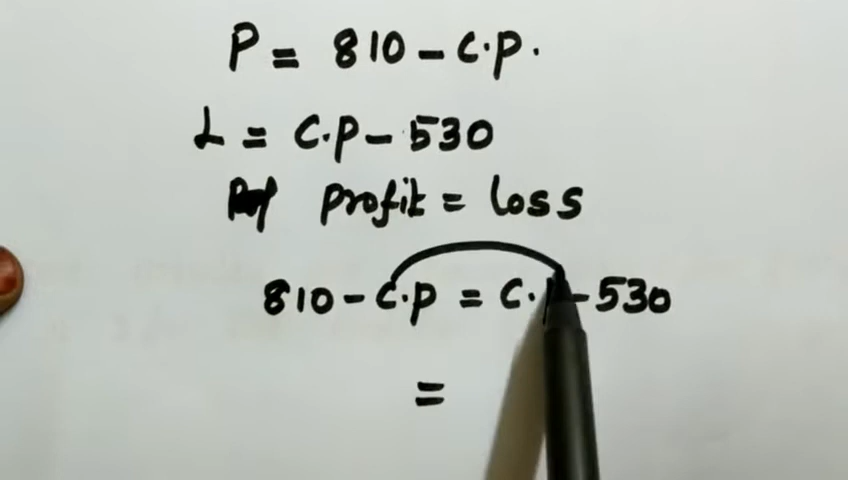 P = 810 - C.P.
L = C.P - 530
Profit = loss
810 - C.P = C.P - 530
=